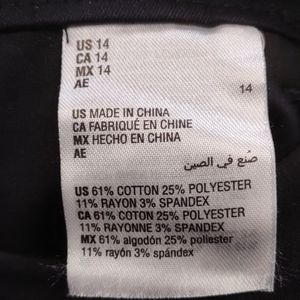 US 14
CA 14
MX 14
AE
14
US MADE IN CHINA
CA FABRIQUÉ EN CHINE
MX HECHO EN CHINA
AE
صُنع في الصين
US 61% COTTON 25% POLYESTER
11% RAYON 3% SPANDEX
CA 61% COTON 25% POLYESTER
11% RAYONNE 3% SPANDEX
MX 61% algodón 25% poliester
11% rayón 3% spándex